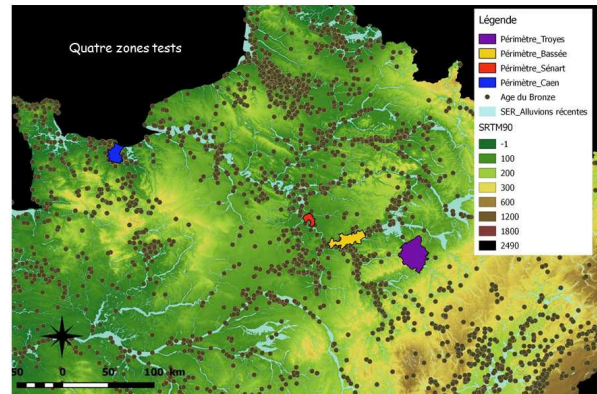 Quatre zones tests
Légende
Périmètre_Troyes
Périmètre_Bassée
Périmètre_Sénart
Périmètre_Caen
Age du Bronze
SER_Alluvions récentes
SRTM90
-1
100
200
300
600
1200
1800
2490
50 0 50 100 km